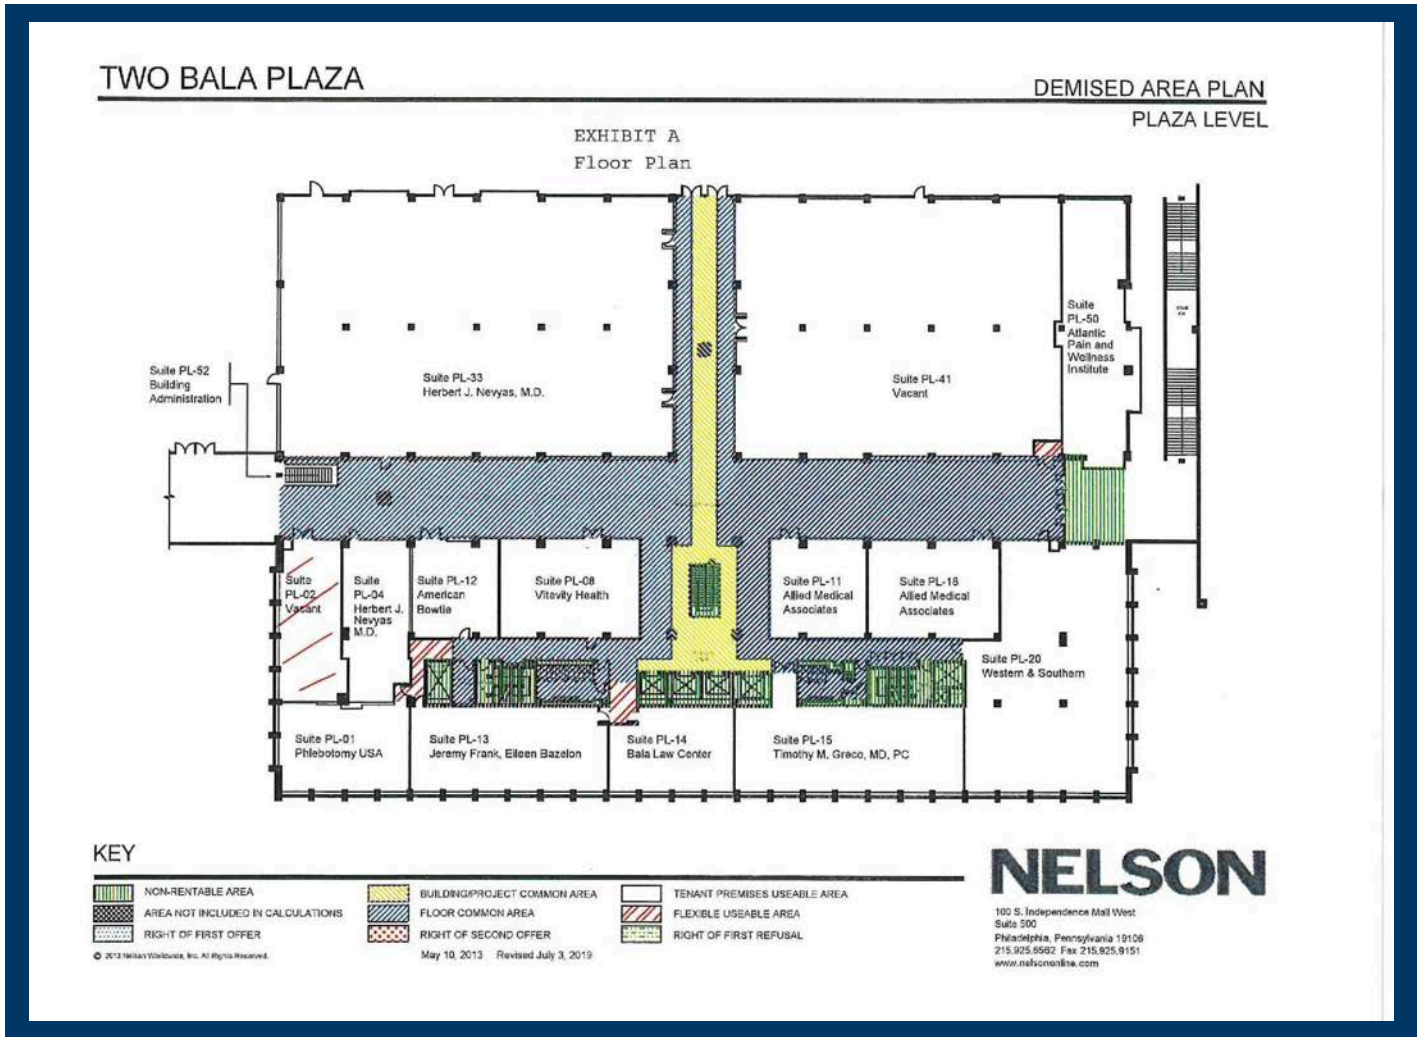 TWO BALA PLAZA
DEMISED AREA PLAN
PLAZA LEVEL
EXHIBIT A
Floor Plan
Suite PL-52
Building
Administration
Suite PL-33
Herbert J. Nevyas, M.D.
Suite PL-41
Vacant
Suite
PL-50
Atlantic
Pain and
Wellness
Institute
Suite
PL-02
Vacant
Suite
PL-04
Herbert J.
Nevyas
M.D.
Suite PL-12
American
Bowtie
Suite PL-08
Vitevity Health
Suite PL-11
Allied Medical
Associates
Suite PL-18
Allied Medical
Associates
Suite PL-20
Western & Southern
Suite PL-01
Phlebotomy USA
Suite PL-13
Jeremy Frank, Eileen Bazelon
Suite PL-14
Bala Law Center
Suite PL-15
Timothy M. Greco, MD, PC
KEY
NON-RENTABLE AREA
AREA NOT INCLUDED IN CALCULATIONS
RIGHT OF FIRST OFFER
BUILDING/PROJECT COMMON AREA
FLOOR COMMON AREA
RIGHT OF SECOND OFFER
TENANT PREMISES USEABLE AREA
FLEXIBLE USEABLE AREA
RIGHT OF FIRST REFUSAL
© 2013 Nelson Worldwide, Inc. All Rights Reserved.
May 10, 2013 Revised July 3, 2019
NELSON
100 S. Independence Mall West
Suite 500
Philadelphia, Pennsylvania 19106
215.925.6562 Fax 215.925.9151
www.nelsononline.com